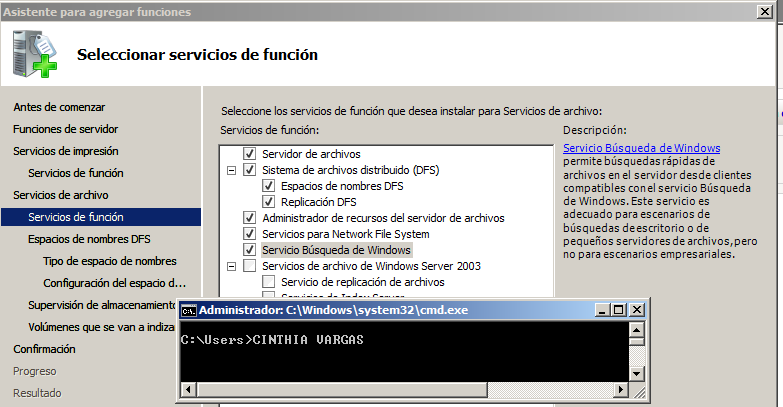 Asistente para agregar funciones
Seleccionar servicios de función
Antes de comenzar
Funciones de servidor
Servicios de impresión
Servicios de función
Servicios de archivo
Servicios de función
Espacios de nombres DFS
Tipo de espacio de nombres
Configuración del espacio d...
Supervisión de almacenamiento
Volúmenes que se van a indiza
Confirmación
Progreso
Resultado
Seleccione los servicios de función que desea instalar para Servicios de archivo:
Servicios de función:
Servidor de archivos
Sistema de archivos distribuido (DFS)
Espacios de nombres DFS
Replicación DFS
Administrador de recursos del servidor de archivos
Servicios para Network File System
Servicio Búsqueda de Windows
Servicios de archivo de Windows Server 2003
Servicio de replicación de archivos
Servicios de Index Server
Descripción:
Servicio Búsqueda de Windows
permite búsquedas rápidas de
archivos en el servidor desde clientes
compatibles con el servicio Búsqueda
de Windows. Este servicio es
adecuado para escenarios de
búsquedas de escritorio o de
pequeños servidores de archivos, pero
no para escenarios empresariales.
Administrador: C:\Windows\system32\cmd.exe
C:\Users>CINTHIA VARGAS